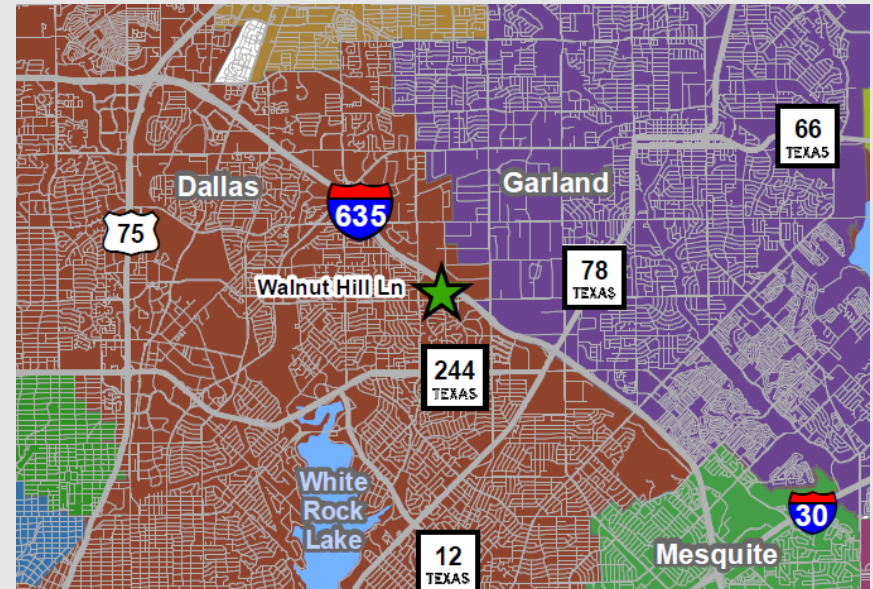 66
TEXAS
Dallas
Garland
635
75
78
TEXAS
Walnut Hill Ln
244
TEXAS
White
Rock
Lake
30
12
TEXAS
Mesquite